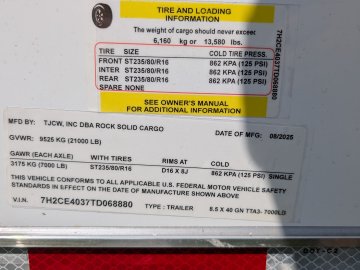 TIRE AND LOADING
INFORMATION
The weight of cargo should never exceed
6,160 kg or 13,580 lbs.
TIRE SIZE COLD TIRE PRESS.
FRONT ST235/80/R16 862 KPA (125 PSI)
INTER ST235/80/R16 862 KPA (125 PSI)
REAR ST235/80/R16 862 KPA (125 PSI)
SPARE NONE
7H2CE4037TD068880
SEE OWNER'S MANUAL
FOR ADDITIONAL INFORMATION
MANUFACTURED BY: TJCW, INC DBA ROCK SOLID CARGO
DATE OF MFG: 08/2025
GVWR: 9525 KG (21000 LB)
GAWR (EACH AXLE) WITH TIRES RIMS AT COLD
3175 KG (7000 LB) ST235/80/R16 D16 X 8J 862 KPA (125 PSI) SINGLE
THIS VEHICLE CONFORMS TO ALL APPLICABLE U.S. FEDERAL MOTOR VEHICLE SAFETY
STANDARDS IN EFFECT ON THE DATE OF MANUFACTURE SHOWN ABOVE
V.I.N. 7H2CE4037TD068880 TYPE : TRAILER 8.5 X 40 GN TTA3- 7000LD
DOT-C2